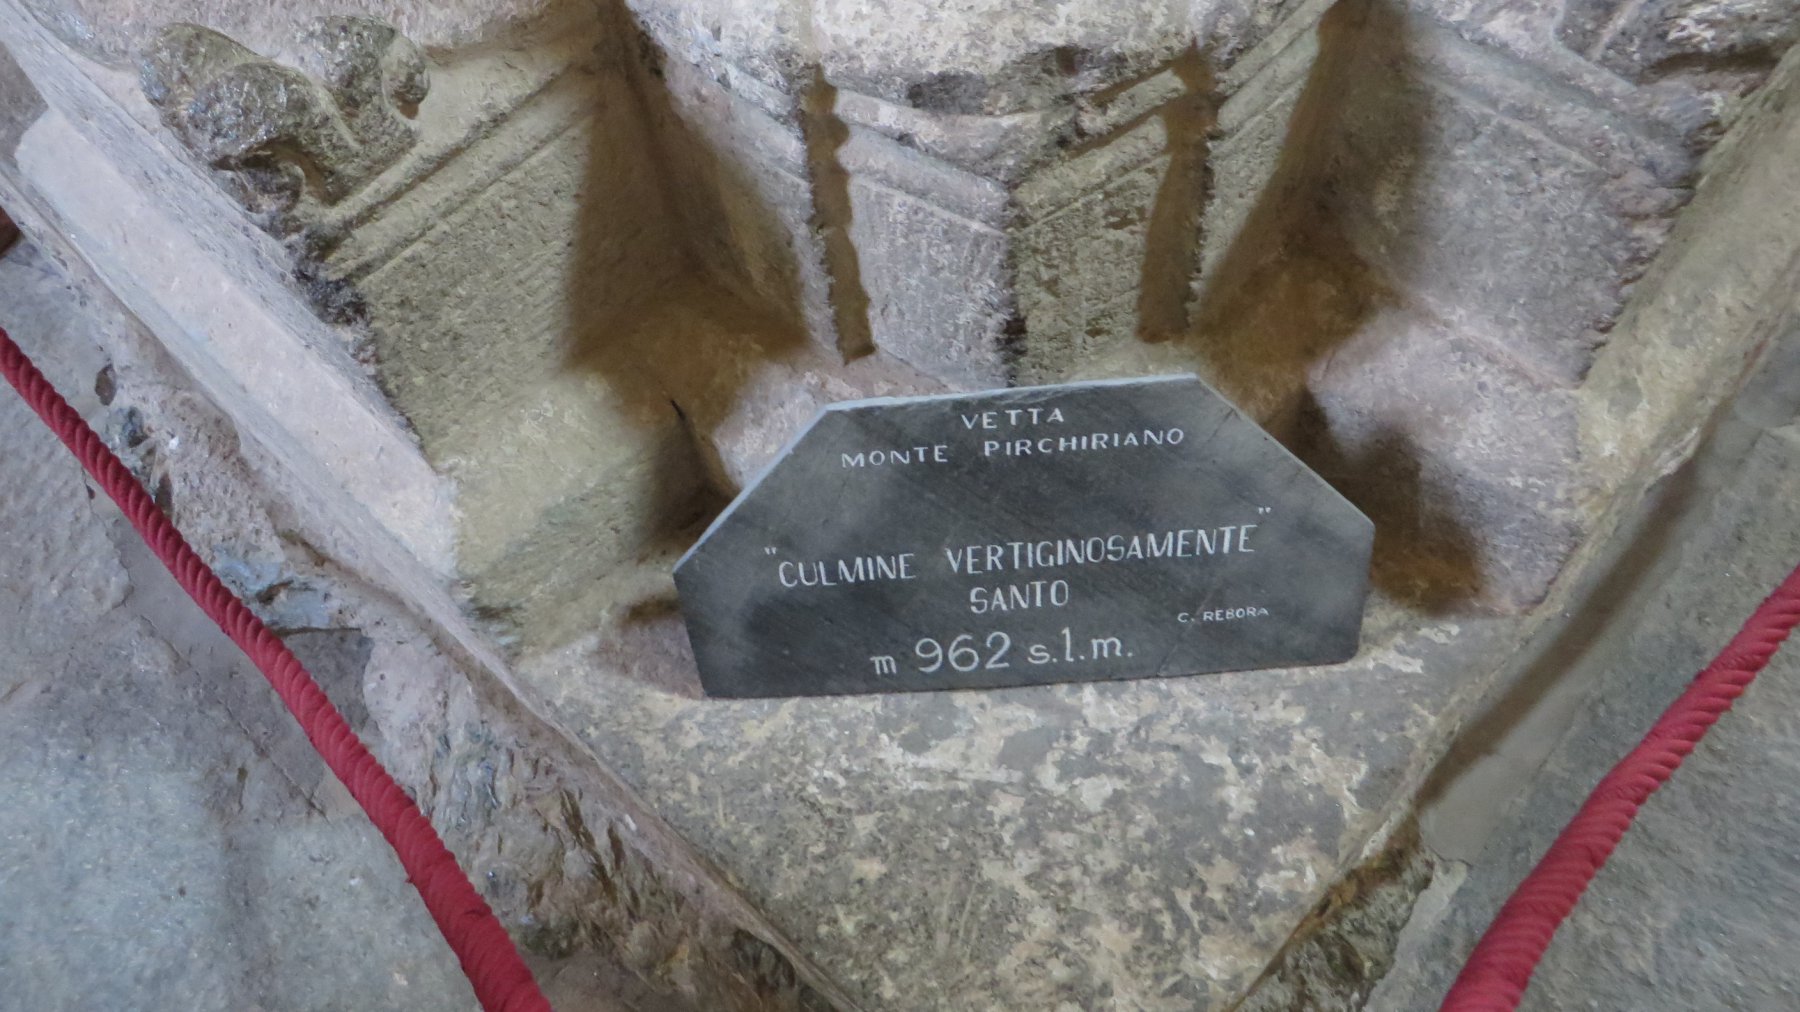 VETTA
MONTE PIRCHIRIANO
"CULMINE VERTIGINOSAMENTE"
SANTO
C. REBORA
m 962 s.l.m.